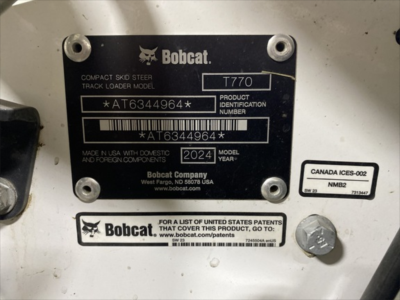 Bobcat.
COMPACT SKID STEER
TRACK LOADER MODEL
T770
*AT6344964*
PRODUCT
IDENTIFICATION
NUMBER
*AT6344964*
MADE IN USA WITH DOMESTIC
AND FOREIGN COMPONENTS
2024
MODEL
YEAR
Bobcat Company
West Fargo, ND 58078 USA
www.bobcat.com
CANADA ICES-002
NMB2
Bobcat.
FOR A LIST OF UNITED STATES PATENTS
THAT COVER THIS PRODUCT, GO TO:
www.bobcat.com/patents